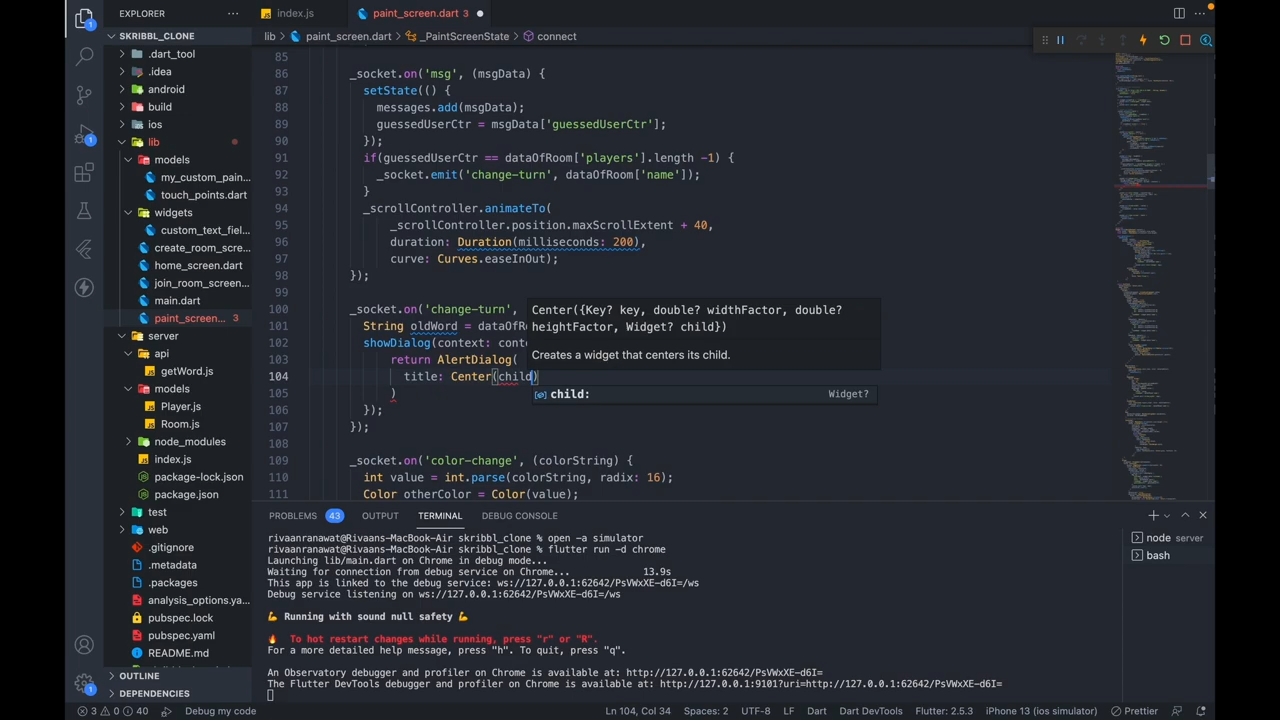 EXPLORER
index.js
paint_screen.dart 3
SKRIBBL_CLONE
lib > paint_screen.dart > _PaintScreenState > connect
.dart_tool
.idea
android
build
ios
lib
models
my_custom_pain...
touch_points.dart
widgets
custom_text_fiel...
create_room_scre...
home_screen.dart
join_room_screen...
main.dart
paint_screen... 3
server
api
getWord.js
models
Player.js
Room.js
node_modules
index.js
package-lock.json
package.json
test
web
.gitignore
.metadata
.packages
analysis_options.ya...
pubspec.lock
pubspec.yaml
README.md
OUTLINE
DEPENDENCIES
85
86 _socket.on('msg', (msgData) {
87 setState(() {
88 messages.add(msgData);
89 guessedUserCtr = msgData['guessedUserCtr'];
90 });
91 if(guessedUserCtr == dataOfRoom['players'].length -1) {
92 _socket.emit('change-turn', dataOfRoom['name']);
93 }
94 _scrollController.animateTo(
95 _scrollController.position.maxScrollExtent + 40,
96 duration: Duration(milliseconds: 200),
97 curve: Curves.easeInOut);
98 });
99
100 _socket.on('change-turn',
101 String oldWord = dataOfR
102 showDialog(context: cont
103 return AlertDialog(
104 title: Center(child)
105 )
106 });
107 });
108
109 _socket.on('color-change', (colorString) {
110 int value = int.parse(colorString, radix: 16);
111 Color otherColor = Color(value);
Center({Key? key, double? widthFactor, double?
heightFactor, Widget? child})
Creates a widget that centers its child.
child: Widget?
PROBLEMS 43 OUTPUT TERMINAL DEBUG CONSOLE
rivaanranawat@Rivaans-MacBook-Air skribbl_clone % open -a simulator
rivaanranawat@Rivaans-MacBook-Air skribbl_clone % flutter run -d chrome
Launching lib/main.dart on Chrome in debug mode...
Waiting for connection from debug service on Chrome... 13.9s
This app is linked to the debug service: ws://127.0.0.1:62642/PsVWxXE-d6I=/ws
Debug service listening on ws://127.0.0.1:62642/PsVWxXE-d6I=/ws
💪 Running with sound null safety 💪
🔥 To hot restart changes while running, press "r" or "R".
For a more detailed help message, press "h". To quit, press "q".
An Observatory debugger and profiler on Chrome is available at: http://127.0.0.1:62642/PsVWxXE-d6I=
The Flutter DevTools debugger and profiler on Chrome is available at: http://127.0.0.1:9101?uri=http://127.0.0.1:62642/PsVWxXE-d6I=
node server
bash
3 0 40 Debug my code
Ln 104, Col 34 Spaces: 2 UTF-8 LF Dart Dart DevTools Flutter: 2.5.3 iPhone 13 (ios simulator) Prettier